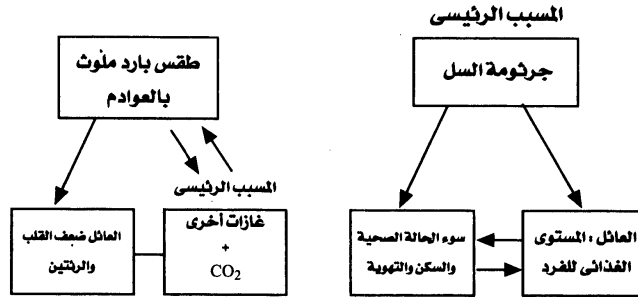 المسبب الرئيسى
جرثومة السل
العائل : المستوى
الغذائى للفرد
سوء الحالة الصحية
والسكن والتهوية
طقس بارد ملوث
بالعوادم
المسبب الرئيسى
غازات أخرى
+
CO2
العائل ضعف القلب
والرئتين